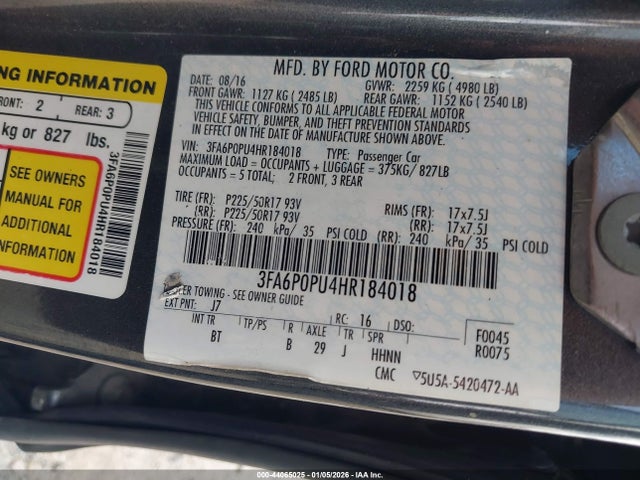 NG INFORMATION
RONT: 2 REAR: 3
kg or 827 lbs.
SEE OWNERS
MANUAL FOR
ADDITIONAL
INFORMATION
3FA6P0PU4HR184018
MFD. BY FORD MOTOR CO.
DATE: 08/16 GVWR: 2259 KG ( 4980 LB)
FRONT GAWR: 1127 KG ( 2485 LB) REAR GAWR: 1152 KG ( 2540 LB)
THIS VEHICLE CONFORMS TO ALL APPLICABLE FEDERAL MOTOR
VEHICLE SAFETY, BUMPER, AND THEFT PREVENTION STANDARDS
IN EFFECT ON THE DATE OF MANUFACTURE SHOWN ABOVE.
VIN: 3FA6P0PU4HR184018 TYPE: Passenger Car
MAXIMUM LOAD = OCCUPANTS + LUGGAGE = 375KG/ 827LB
OCCUPANTS = 5 TOTAL; 2 FRONT, 3 REAR
TIRE (FR): P225/50R17 93V RIMS (FR): 17x7.5J
(RR): P225/50R17 93V (RR): 17x7.5J
PRESSURE (FR): 240 kPa/ 35 PSI COLD (RR): 240 kPa/ 35 PSI COLD
3FA6P0PU4HR184018
TOWING - SEE OWNER GUIDE
EXT PNT: J7 RC: 16 DSO:
INT TR TP/PS R AXLE TR SPR F0045
BT B 29 J HHNN R0075
CMC ▽5U5A-5420472-AA
000-44065025 - 01/05/2026 - IAA Inc.